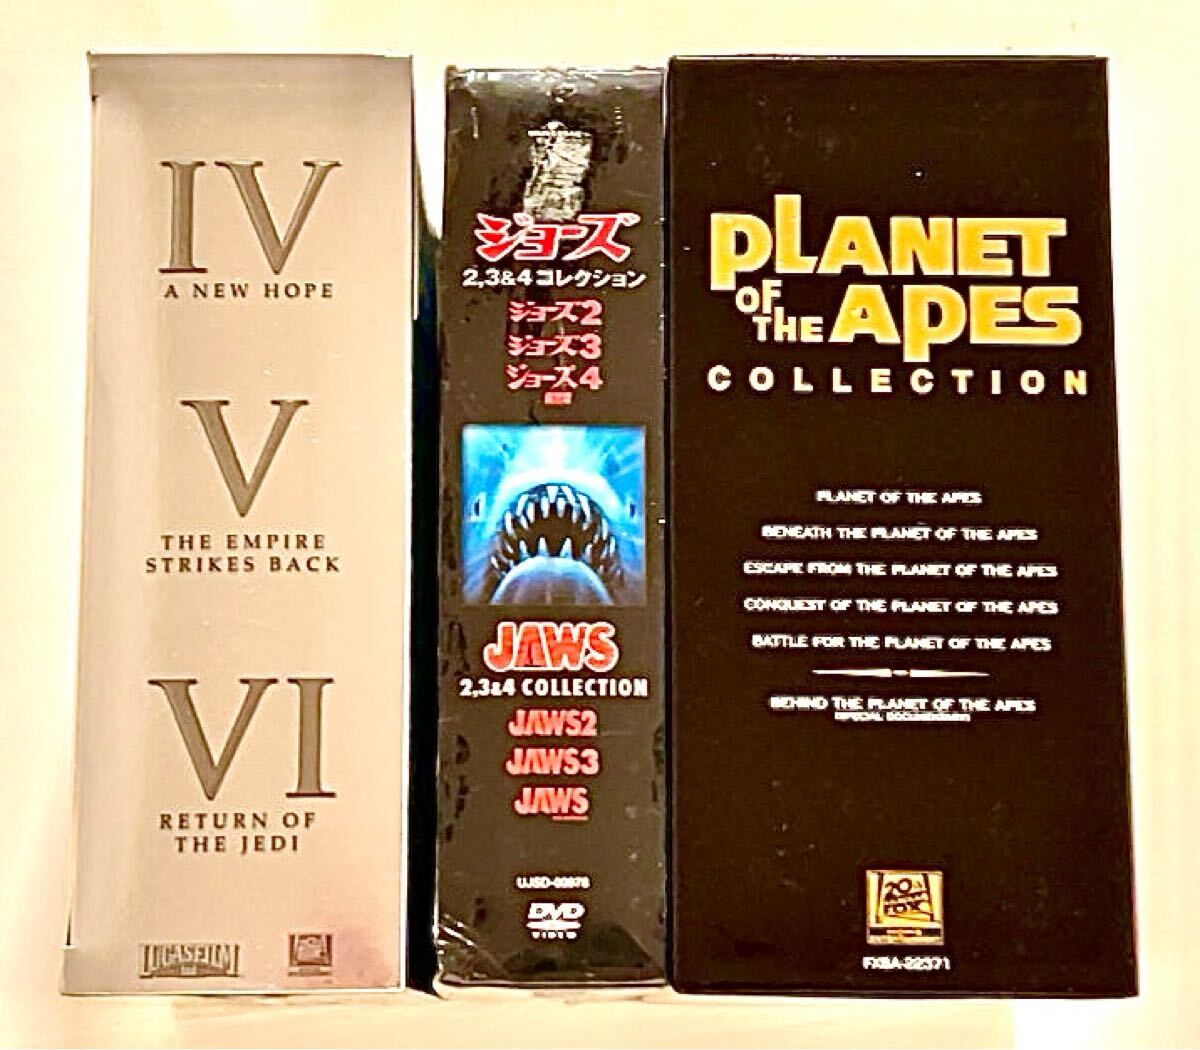 IV
A NEW HOPE
V
THE EMPIRE
STRIKES BACK
VI
RETURN OF
THE JEDI
LUCASFILM
ジョーズ
2,3&4コレクション
ジョーズ2
ジョーズ3
ジョーズ4
JAWS
2,3&4 COLLECTION
JAWS2
JAWS3
JAWS
DVD
VIDEO
PLANET
OF
THE APES
COLLECTION
PLANET OF THE APES
BENEATH THE PLANET OF THE APES
ESCAPE FROM THE PLANET OF THE APES
CONQUEST OF THE PLANET OF THE APES
BATTLE FOR THE PLANET OF THE APES
BEHIND THE PLANET OF THE APES
SPECIAL DOCUMENTARY
20th
CENTURY
FOX
FXBA-22371